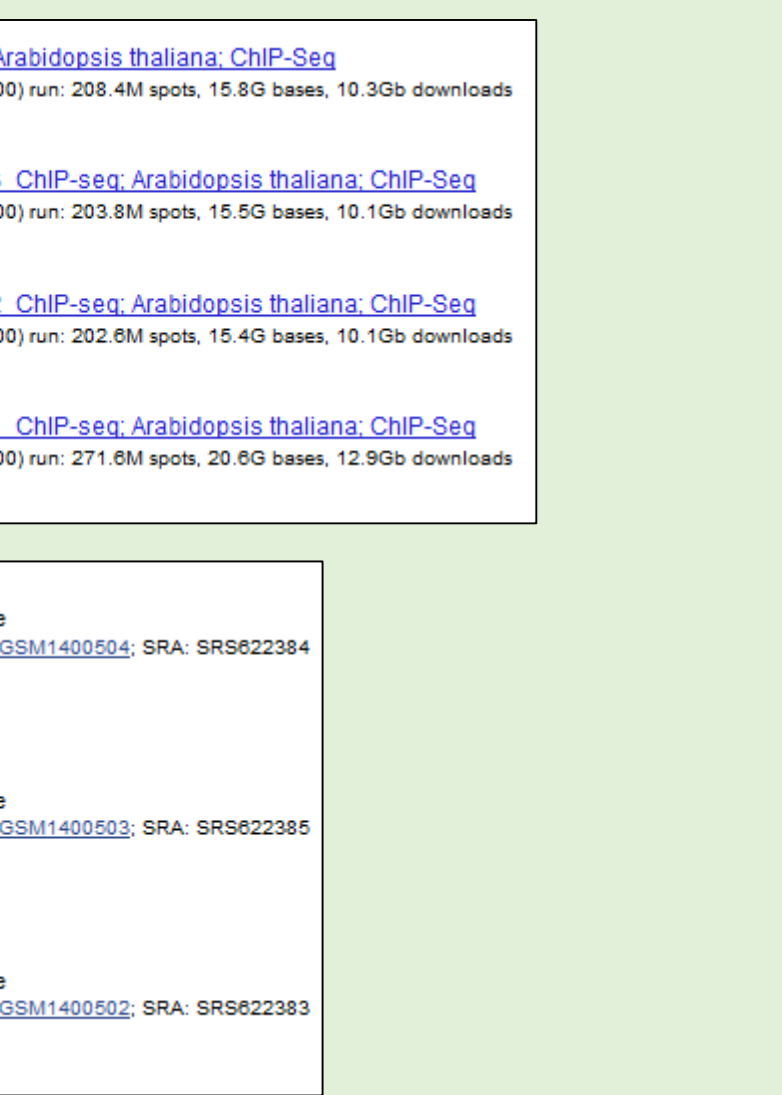 Arabidopsis thaliana; ChIP-Seq
00) run: 208.4M spots, 15.8G bases, 10.3Gb downloads
ChIP-seq; Arabidopsis thaliana; ChIP-Seq
00) run: 203.8M spots, 15.5G bases, 10.1Gb downloads
ChIP-seq; Arabidopsis thaliana; ChIP-Seq
00) run: 202.6M spots, 15.4G bases, 10.1Gb downloads
ChIP-seq; Arabidopsis thaliana; ChIP-Seq
00) run: 271.6M spots, 20.6G bases, 12.9Gb downloads
e
GSM1400504; SRA: SRS622384
e
GSM1400503; SRA: SRS622385
e
GSM1400502; SRA: SRS622383